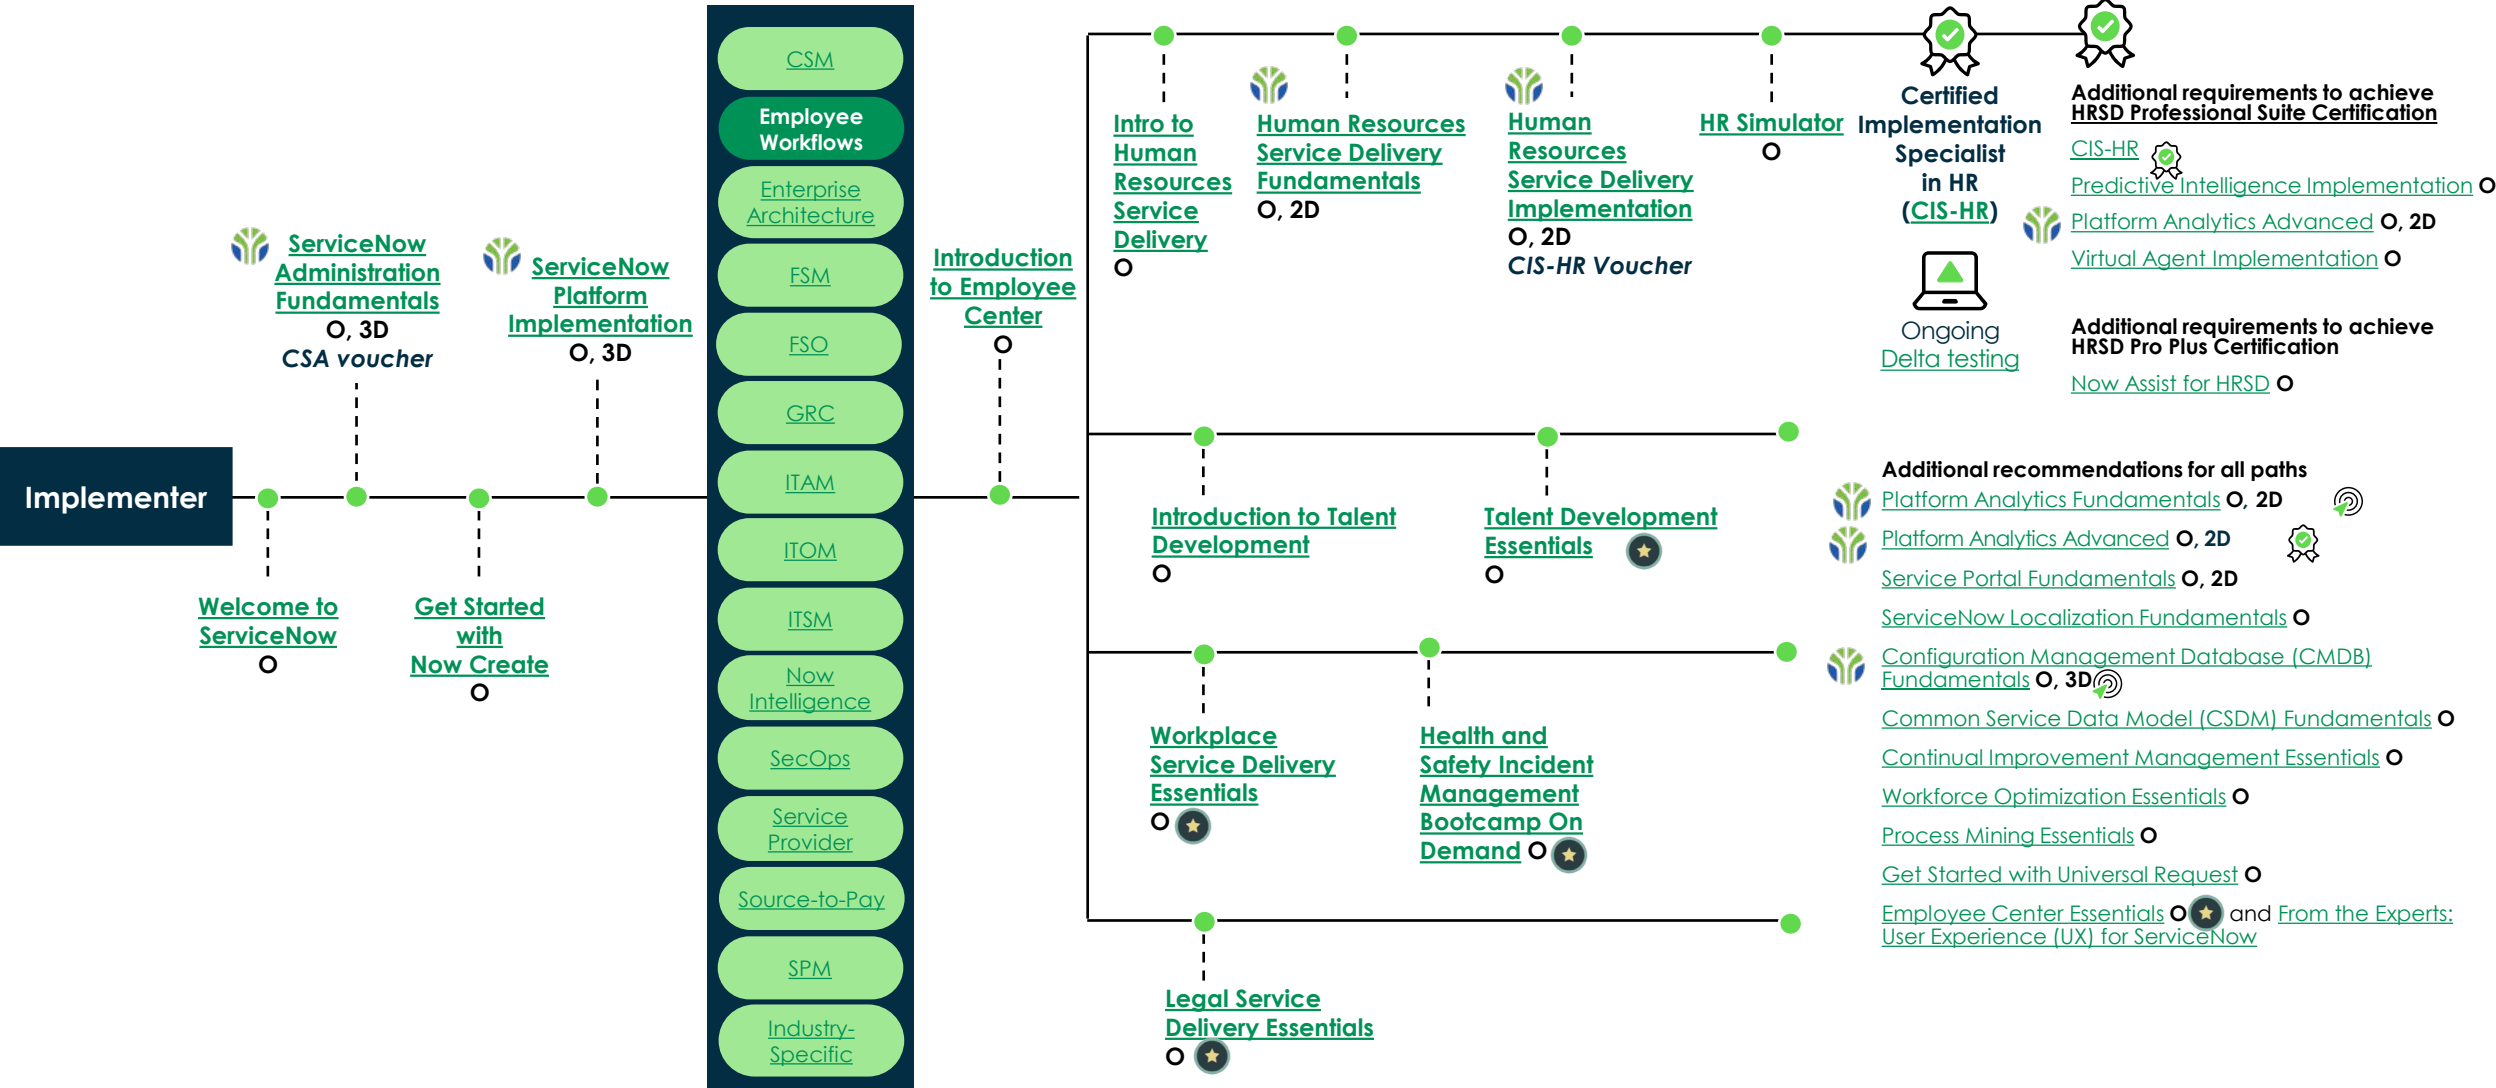 Implementer
Welcome to
ServiceNow
O
ServiceNow
Administration
Fundamentals
O, 3D
CSA voucher
Get Started
with
Now Create
O
ServiceNow
Platform
Implementation
O, 3D
CSM
Employee
Workflows
Enterprise
Architecture
FSM
FSO
GRC
ITAM
ITOM
ITSM
Now
Intelligence
SecOps
Service
Provider
Source-to-Pay
SPM
Industry-
Specific
Introduction
to Employee
Center
O
Intro to
Human
Resources
Service
Delivery
O
Human Resources
Service Delivery
Fundamentals
O, 2D
Human
Resources
Service Delivery
Implementation
O, 2D
CIS-HR Voucher
HR Simulator
O
Certified
Implementation
Specialist
in HR
(CIS-HR)
Ongoing
Delta testing
Additional requirements to achieve
HRSD Professional Suite Certification
CIS-HR
Predictive Intelligence Implementation O
Platform Analytics Advanced O, 2D
Virtual Agent Implementation O
Additional requirements to achieve
HRSD Pro Plus Certification
Now Assist for HRSD O
Introduction to Talent
Development
O
Talent Development
Essentials
O
Workplace
Service Delivery
Essentials
O
Health and
Safety Incident
Management
Bootcamp On
Demand O
Legal Service
Delivery Essentials
O
Additional recommendations for all paths
Platform Analytics Fundamentals O, 2D
Platform Analytics Advanced O, 2D
Service Portal Fundamentals O, 2D
ServiceNow Localization Fundamentals O
Configuration Management Database (CMDB)
Fundamentals O, 3D
Common Service Data Model (CSDM) Fundamentals O
Continual Improvement Management Essentials O
Workforce Optimization Essentials O
Process Mining Essentials O
Get Started with Universal Request O
Employee Center Essentials O and From the Experts:
User Experience (UX) for ServiceNow